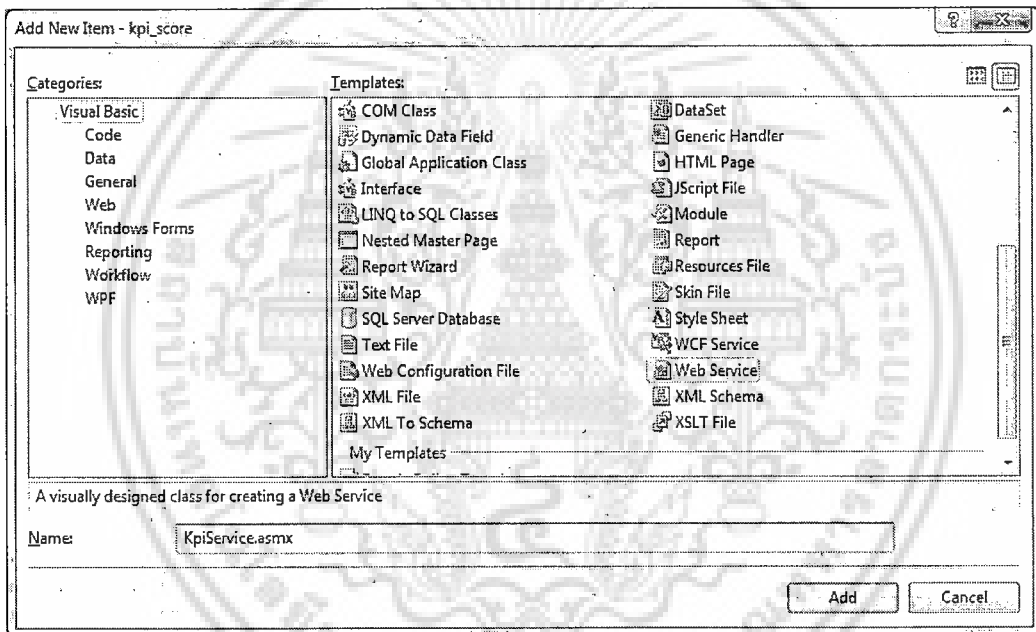 Add New Item - kpi_score
Categories:
Templates:
Visual Basic
Code
Data
General
Web
Windows Forms
Reporting
Workflow
WPF
COM Class
Dynamic Data Field
Global Application Class
Interface
LINQ to SQL Classes
Nested Master Page
Report Wizard
Site Map
SQL Server Database
Text File
Web Configuration File
XML File
XML To Schema
DataSet
Generic Handler
HTML Page
JScript File
Module
Report
Resources File
Skin File
Style Sheet
WCF Service
Web Service
XML Schema
XSLT File
My Templates
A visually designed class for creating a Web Service
Name:
KpiService.asmx
Add
Cancel